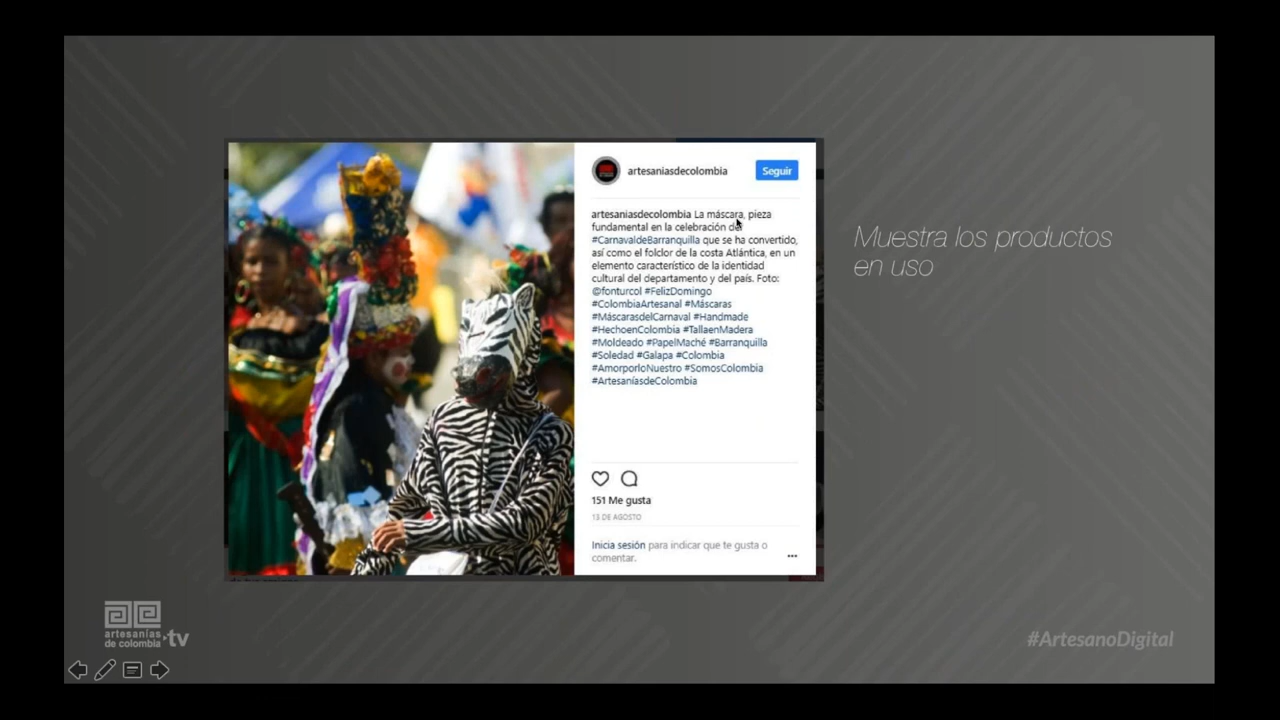 artesaniasdecolombia
Seguir
artesaniasdecolombia La máscara, pieza
fundamental en la celebración del
#CarnavaldeBarranquilla que se ha convertido,
así como el folclor de la costa Atlántica, en un
elemento característico de la identidad
cultural del departamento y del país. Foto:
@fonturcol #FelizDomingo
#ColombiaArtesanal #Máscaras
#MáscarasdelCarnaval #Handmade
#HechoenColombia #TallaenMadera
#Moldeado #PapelMaché #Barranquilla
#Soledad #Galapa #Colombia
#AmorporloNuestro #SomosColombia
#ArtesaníasdeColombia
151 Me gusta
13 DE AGOSTO
Inicia sesión para indicar que te gusta o
comentar.
Muestra los productos
en uso
artesanías
de colombia .tv
#ArtesanoDigital